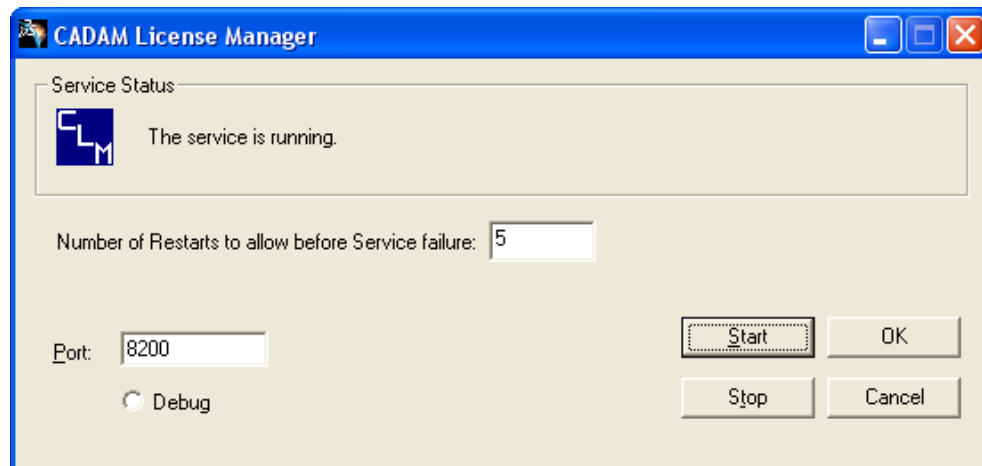 CADAM License Manager
Service Status
CLM
The service is running.
Number of Restarts to allow before Service failure: 5
Port: 8200
Start OK
Debug
Stop Cancel